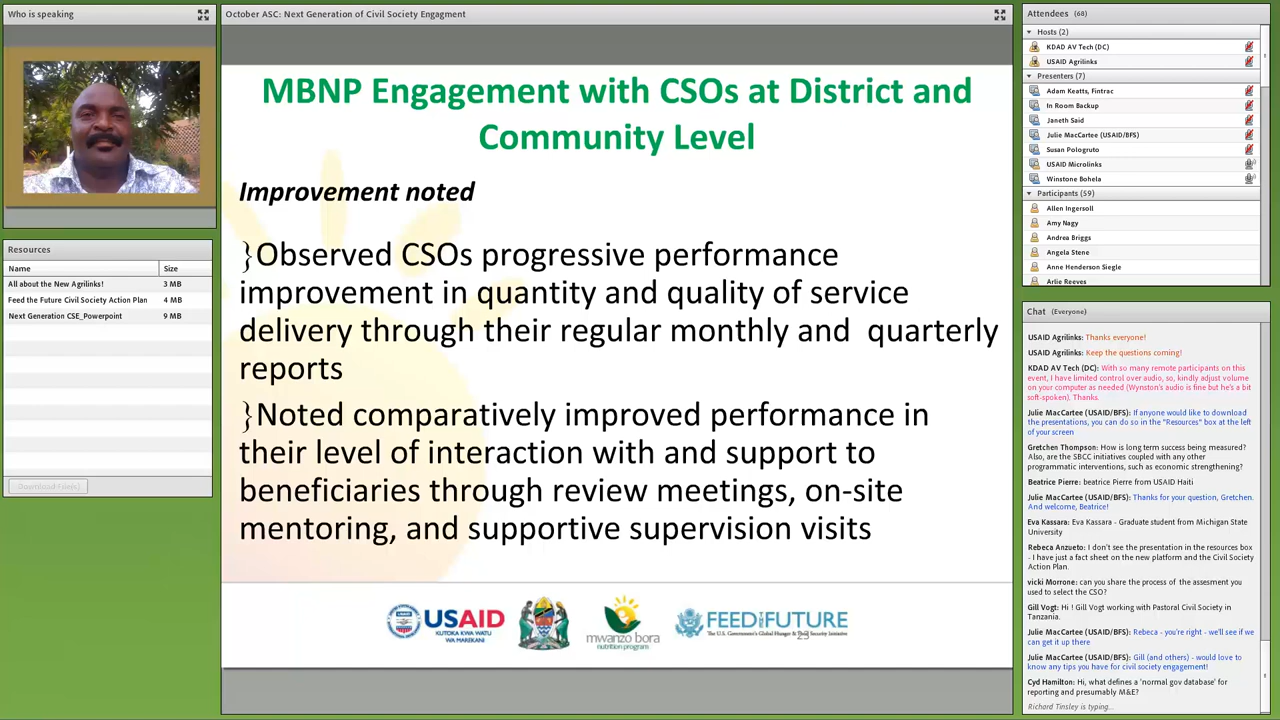 Who is speaking
October ASC: Next Generation of Civil Society Engagment
MBNP Engagement with CSOs at District and
Community Level
Improvement noted
}Observed CSOs progressive performance
improvement in quantity and quality of service
delivery through their regular monthly and quarterly
reports
}Noted comparatively improved performance in
their level of interaction with and support to
beneficiaries through review meetings, on-site
mentoring, and supportive supervision visits
USAID
KUTOKA KWA WATU
WA MAREKANI
mwanzo bora
nutrition program
FEED THE FUTURE
The U.S. Government's Global Hunger & Food Security Initiative
23
Resources
Name Size
All about the New Agrilinks! 3 MB
Feed the Future Civil Society Action Plan 4 MB
Next Generation CSE_Powerpoint 9 MB
Download File(s)
Attendees (68)
Hosts (2)
KDAD AV Tech (DC)
USAID Agrilinks
Presenters (7)
Adam Keatts, Fintrac
In Room Backup
Janeth Said
Julie MacCartee (USAID/BFS)
Susan Pologruto
USAID Microlinks
Winstone Bohela
Participants (59)
Allen Ingersoll
Amy Nagy
Andrea Briggs
Angela Stene
Anne Henderson Siegle
Arlie Reeves
Chat (Everyone)
USAID Agrilinks: Thanks everyone!
USAID Agrilinks: Keep the questions coming!
KDAD AV Tech (DC): With so many remote participants on this
event, I have limited control over audio, so, kindly adjust volume
on your computer as needed (Wynston's audio is fine but he's a bit
soft-spoken). Thanks.
Julie MacCartee (USAID/BFS): If anyone would like to download
the presentations, you can do so in the "Resources" box at the left
of your screen
Gretchen Thompson: How is long term success being measured?
Also, are the SBCC initiatives coupled with any other
programmatic interventions, such as economic strengthening?
Beatrice Pierre: beatrice Pierre from USAID Haiti
Julie MacCartee (USAID/BFS): Thanks for your question, Gretchen.
And welcome, Beatrice!
Eva Kassara: Eva Kassara - Graduate student from Michigan State
University
Rebeca Anzueto: I don't see the presentation in the resources box
- I have just a fact sheet on the new platform and the Civil Society
Action Plan.
vicki Morrone: can you share the process of the assesment you
used to select the CSO?
Gill Vogt: Hi ! Gill Vogt working with Pastoral Civil Society in
Tanzania.
Julie MacCartee (USAID/BFS): Rebeca - you're right - we'll see if we
can get it up there
Julie MacCartee (USAID/BFS): Gill (and others) - would love to
know any tips you have for civil society engagement!
Cyd Hamilton: Hi, what defines a 'normal gov database' for
reporting and presumably M&E?
Richard Tinsley is typing...